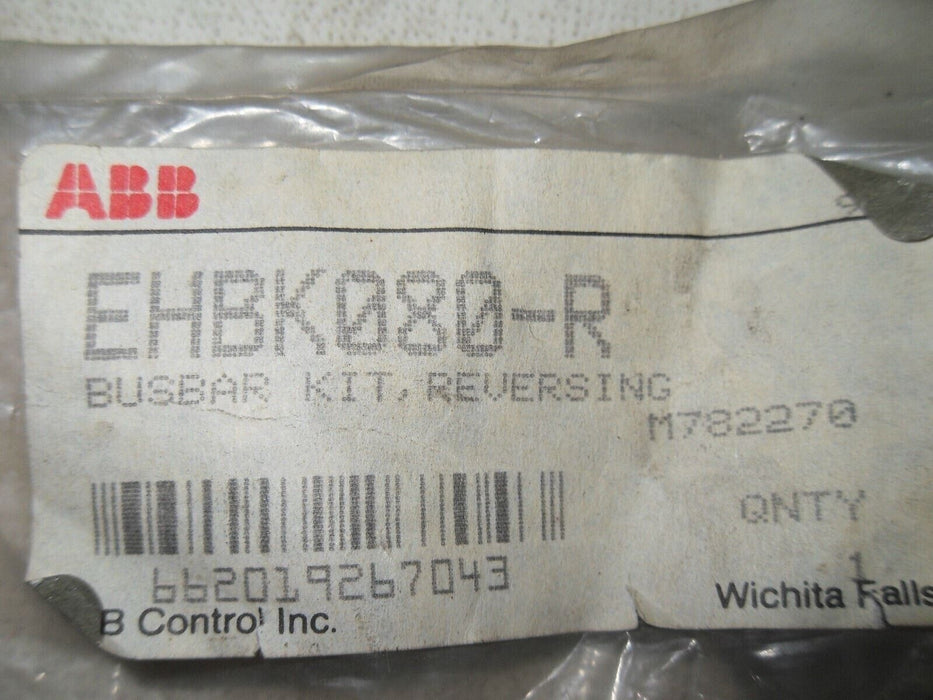 ABB
EHBK080-R
BUSBAR KIT, REVERSING
M782270
QNTY
1
662019267043
B Control Inc.
Wichita Falls